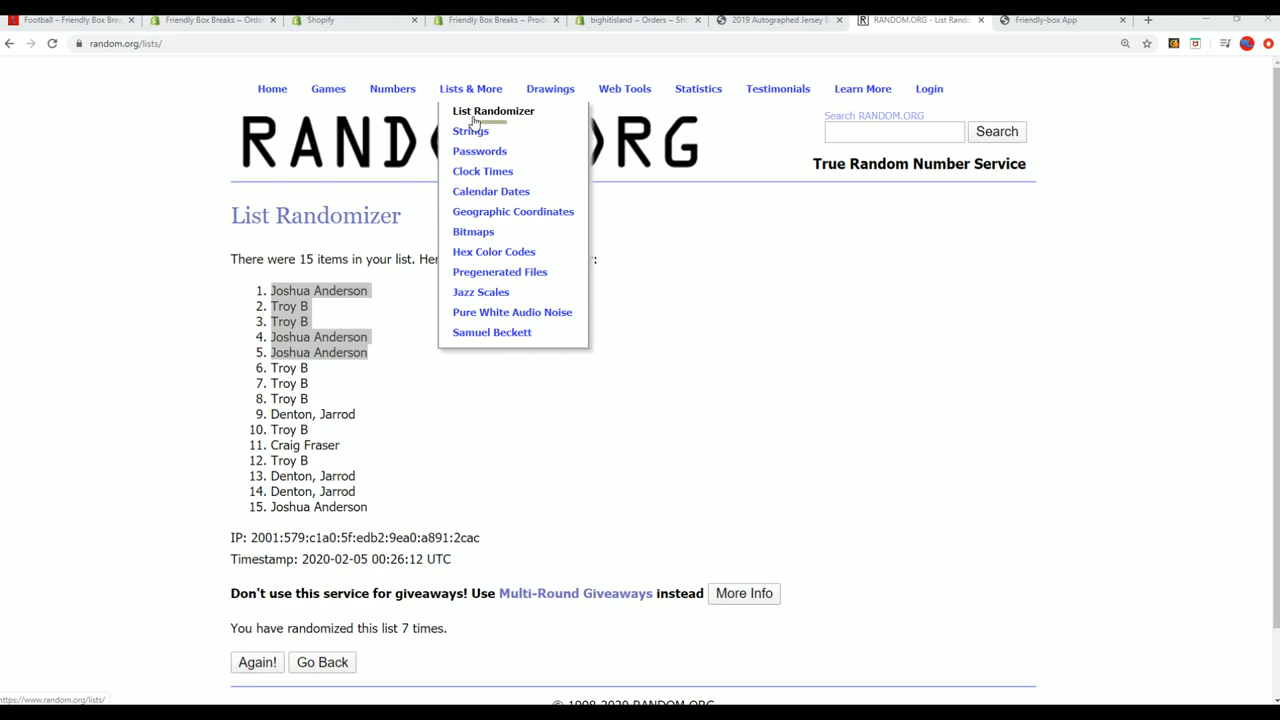 Football – Friendly Box Bre
Friendly Box Breaks ~ Orde
Shopify
Friendly Box Breaks ~ Prod
bighitisland ~ Orders ~ Sh
2019 Autographed Jersey B
RANDOM.ORG - List Rand
Friendly-box App
random.org/lists/
Home Games Numbers Lists & More Drawings Web Tools Statistics Testimonials Learn More Login
List Randomizer
Strings
Passwords
Clock Times
Calendar Dates
Geographic Coordinates
Bitmaps
Hex Color Codes
Pregenerated Files
Jazz Scales
Pure White Audio Noise
Samuel Beckett
Search RANDOM.ORG
Search
True Random Number Service
List Randomizer
There were 15 items in your list. Her
1. Joshua Anderson
2. Troy B
3. Troy B
4. Joshua Anderson
5. Joshua Anderson
6. Troy B
7. Troy B
8. Troy B
9. Denton, Jarrod
10. Troy B
11. Craig Fraser
12. Troy B
13. Denton, Jarrod
14. Denton, Jarrod
15. Joshua Anderson
IP: 2001:579:c1a0:5f:edb2:9ea0:a891:2cac
Timestamp: 2020-02-05 00:26:12 UTC
Don't use this service for giveaways! Use Multi-Round Giveaways instead More Info
You have randomized this list 7 times.
Again! Go Back
https://www.random.org/lists/
© 1998-2020 RANDOM.ORG